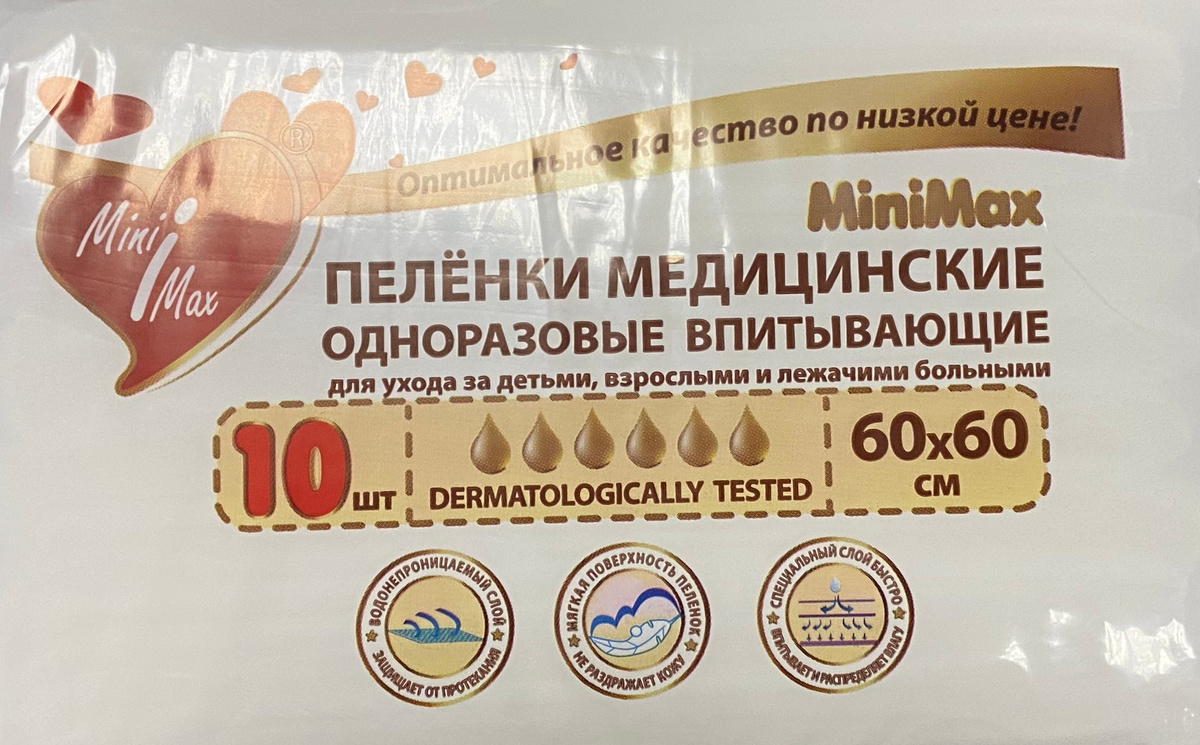 Оптимальное качество по низкой цене!
®
Mini
Max
MiniMax
ПЕЛЁНКИ МЕДИЦИНСКИЕ
ОДНОРАЗОВЫЕ ВПИТЫВАЮЩИЕ
для ухода за детьми, взрослыми и лежачими больными
10 шт
DERMATOLOGICALLY TESTED
60х60
СМ
ВОДОНЕПРОНИЦАЕМЫЙ СЛОЙ
ЗАЩИЩАЕТ ОТ ПРОТЕКАНИЯ
МЯГКАЯ ПОВЕРХНОСТЬ ПЕЛЕНОК
НЕ РАЗДРАЖАЕТ КОЖУ
СПЕЦИАЛЬНЫЙ СЛОЙ БЫСТРО
ВПИТЫВАЕТ И РАСПРЕДЕЛЯЕТ ВЛАГУ